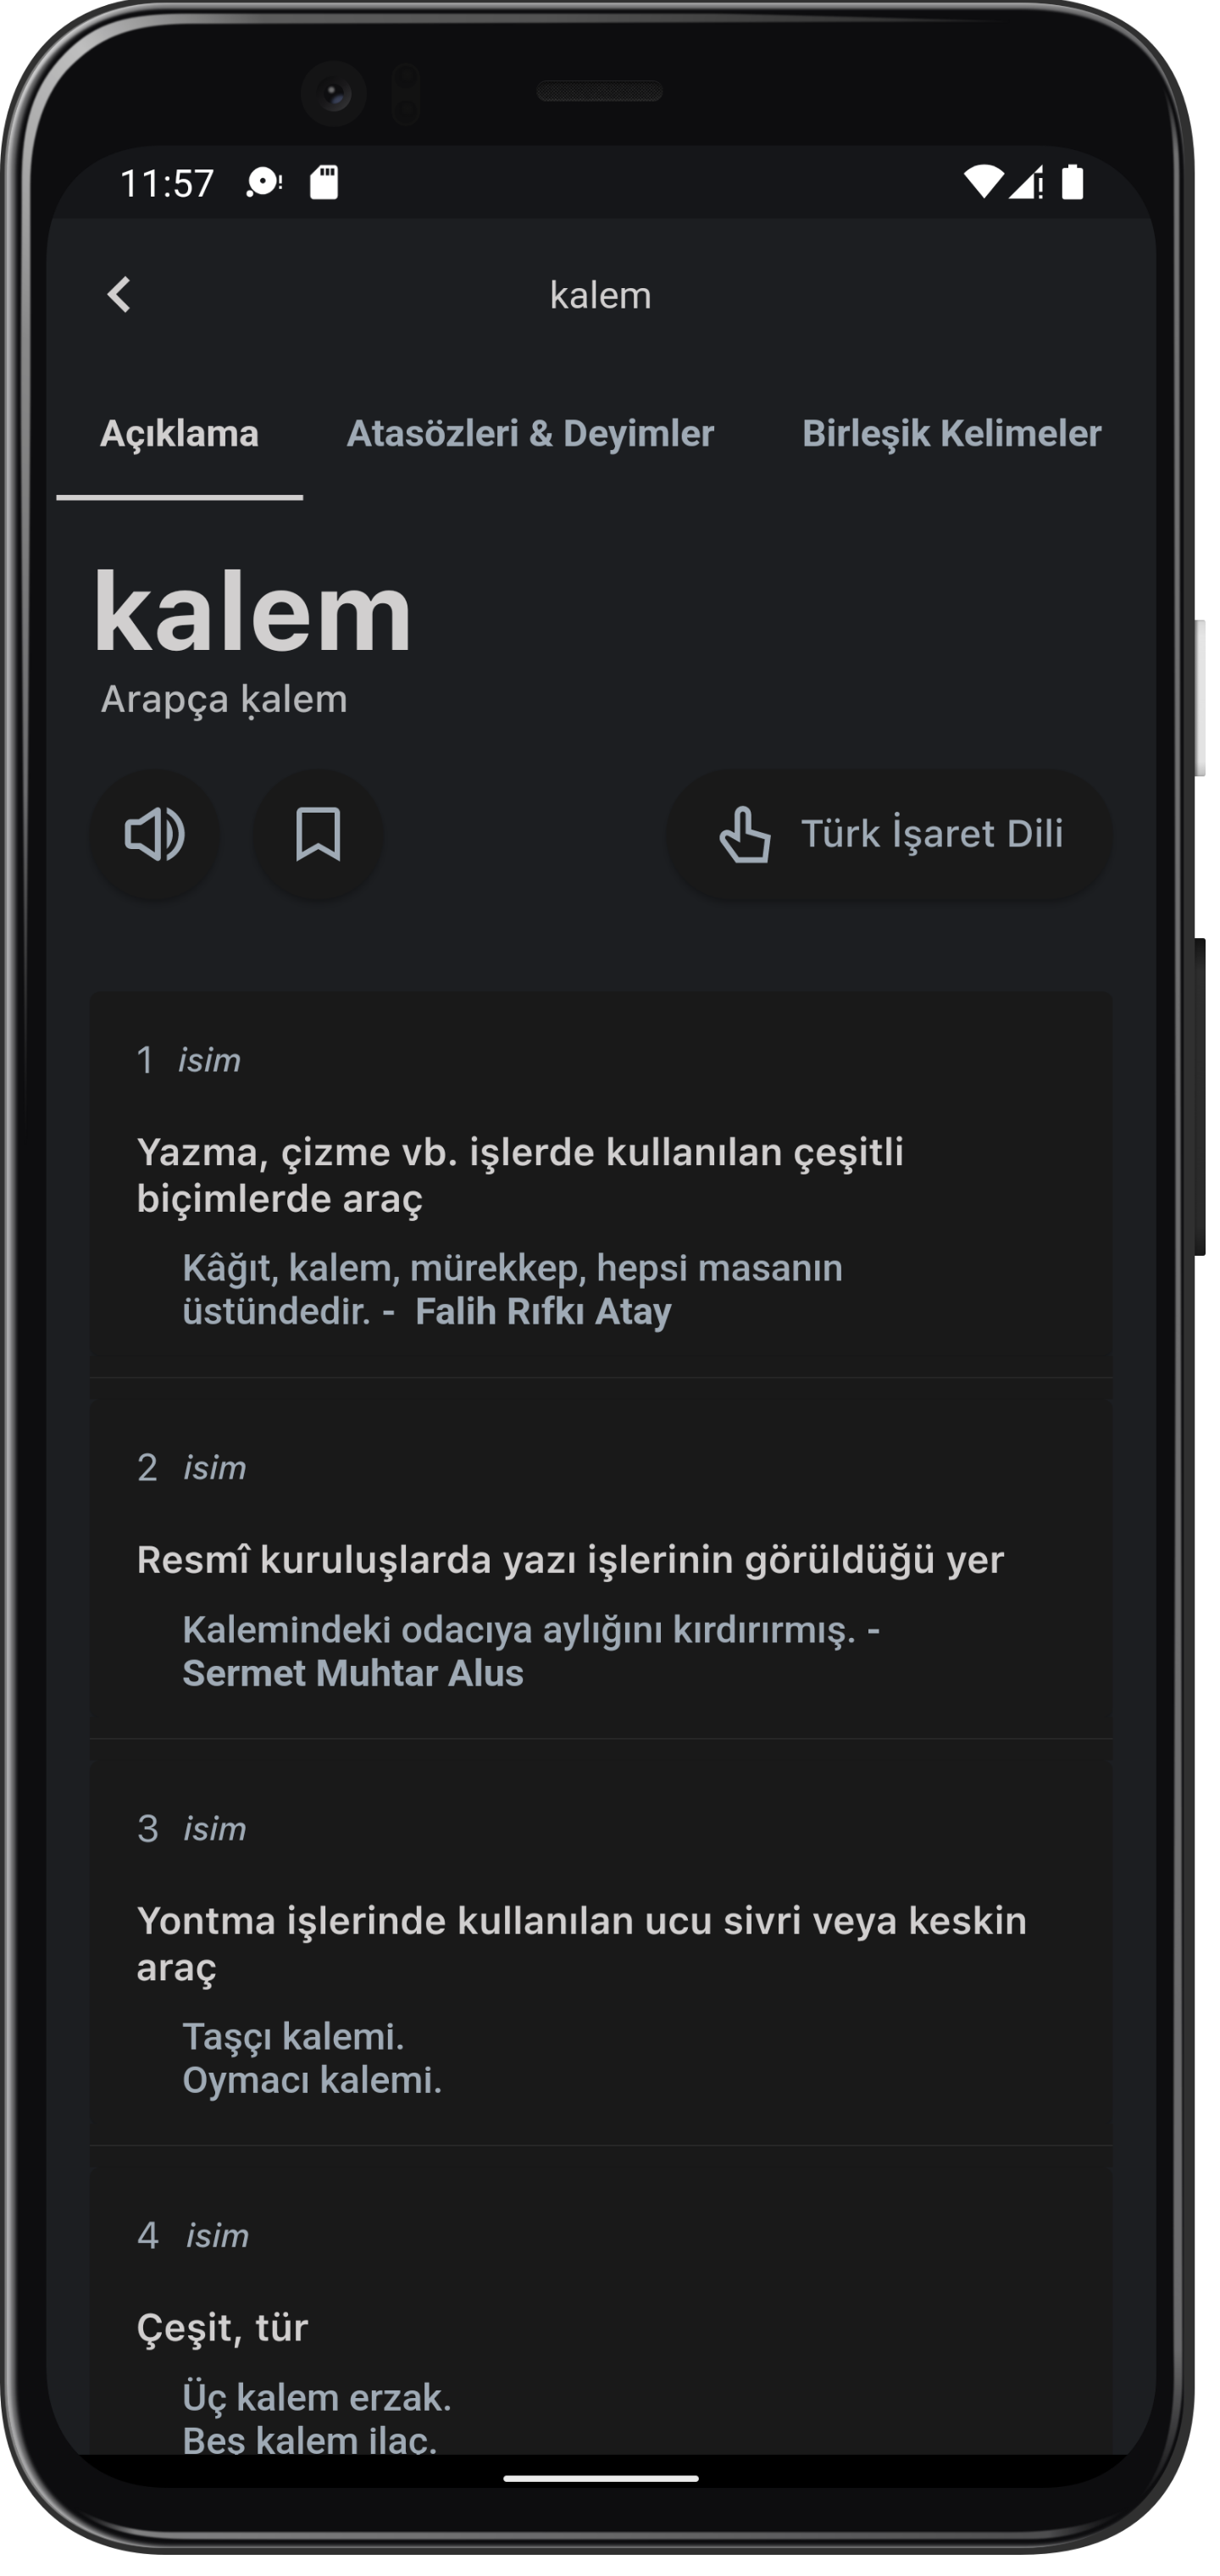 11:57
kalem
Açıklama Atasözleri & Deyimler Birleşik Kelimeler
kalem
Arapça ḳalem
Türk İşaret Dili
1 isim
Yazma, çizme vb. işlerde kullanılan çeşitli
biçimlerde araç
Kâğıt, kalem, mürekkep, hepsi masanın
üstündedir. - Falih Rıfkı Atay
2 isim
Resmî kuruluşlarda yazı işlerinin görüldüğü yer
Kalemindeki odacıya aylığını kırdırırmış. -
Sermet Muhtar Alus
3 isim
Yontma işlerinde kullanılan ucu sivri veya keskin
araç
Taşçı kalemi.
Oymacı kalemi.
4 isim
Çeşit, tür
Üç kalem erzak.
Beş kalem ilaç.